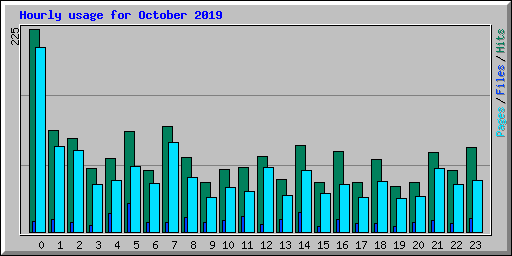 Hourly usage for October 2019
225
Pages / Files / Hits
0 1 2 3 4 5 6 7 8 9 10 11 12 13 14 15 16 17 18 19 20 21 22 23